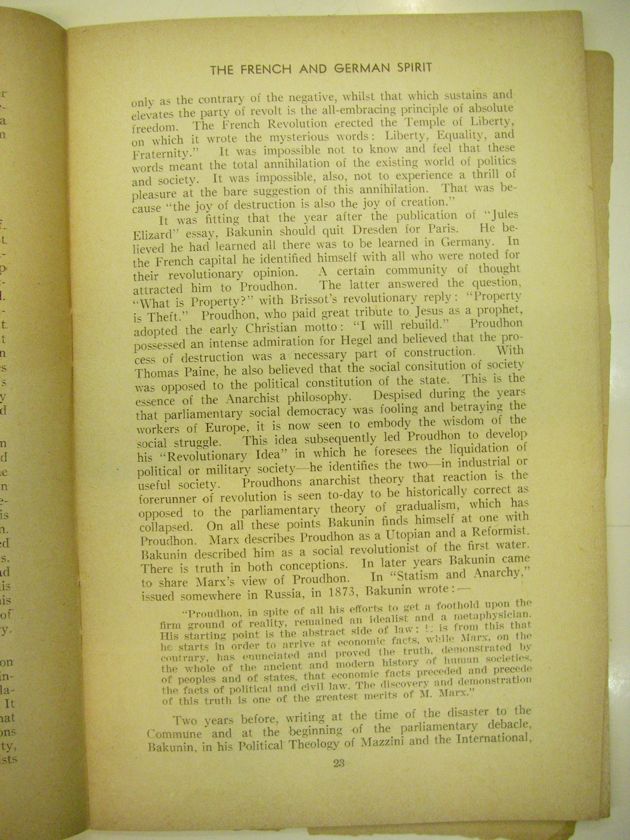 THE FRENCH AND GERMAN SPIRIT
only as the contrary of the negative, whilst that which sustains and
elevates the party of revolt is the all-embracing principle of absolute
freedom. The French Revolution erected the Temple of Liberty,
on which it wrote the mysterious words: Liberty, Equality, and
Fraternity." It was impossible not to know and feel that these
words meant the total annihilation of the existing world of politics
and society. It was impossible, also, not to experience a thrill of
pleasure at the bare suggestion of this annihilation. That was be-
cause "the joy of destruction is also the joy of creation."
It was fitting that the year after the publication of "Jules
Elizard" essay, Bakunin should quit Dresden for Paris. He be-
lieved he had learned all there was to be learned in Germany. In
the French capital he identified himself with all who were noted for
their revolutionary opinion. A certain community of thought
attracted him to Proudhon. The latter answered the question,
"What is Property?" with Brissot's revolutionary reply: "Property
is Theft." Proudhon, who paid great tribute to Jesus as a prophet,
adopted the early Christian motto: "I will rebuild." Proudhon
possessed an intense admiration for Hegel and believed that the pro-
cess of destruction was a necessary part of construction. With
Thomas Paine, he also believed that the social consitution of society
was opposed to the political constitution of the state. This is the
essence of the Anarchist philosophy. Despised during the years
that parliamentary social democracy was fooling and betraying the
workers of Europe, it is now seen to embody the wisdom of the
social struggle. This idea subsequently led Proudhon to develop
his "Revolutionary Idea" in which he foresees the liquidation of
political or military society—he identifies the two—in industrial or
useful society. Proudhons anarchist theory that reaction is the
forerunner of revolution is seen to-day to be historically correct as
opposed to the parliamentary theory of gradualism, which has
collapsed. On all these points Bakunin finds himself at one with
Proudhon. Marx describes Proudhon as a Utopian and a Reformist.
Bakunin described him as a social revolutionist of the first water.
There is truth in both conceptions. In later years Bakunin came
to share Marx's view of Proudhon. In "Statism and Anarchy,"
issued somewhere in Russia, in 1873, Bakunin wrote:—
"Proudhon, in spite of all his efforts to get a foothold upon the
firm ground of reality, remained an idealist and a metaphysician.
His starting point is the abstract side of law; is from this that
he starts in order to arrive at economic facts, while Marx, on the
contrary, has enunciated and proved the truth, demonstrated by
the whole of the ancient and modern history of human societies,
of peoples and of states, that economic facts preceded and precede
the facts of political and civil law. The discovery and demonstration
of this truth is one of the greatest merits of M. Marx."
Two years before, writing at the time of the disaster to the
Commune and at the beginning of the parliamentary debacle,
Bakunin, in his Political Theology of Mazzini and the International,
23